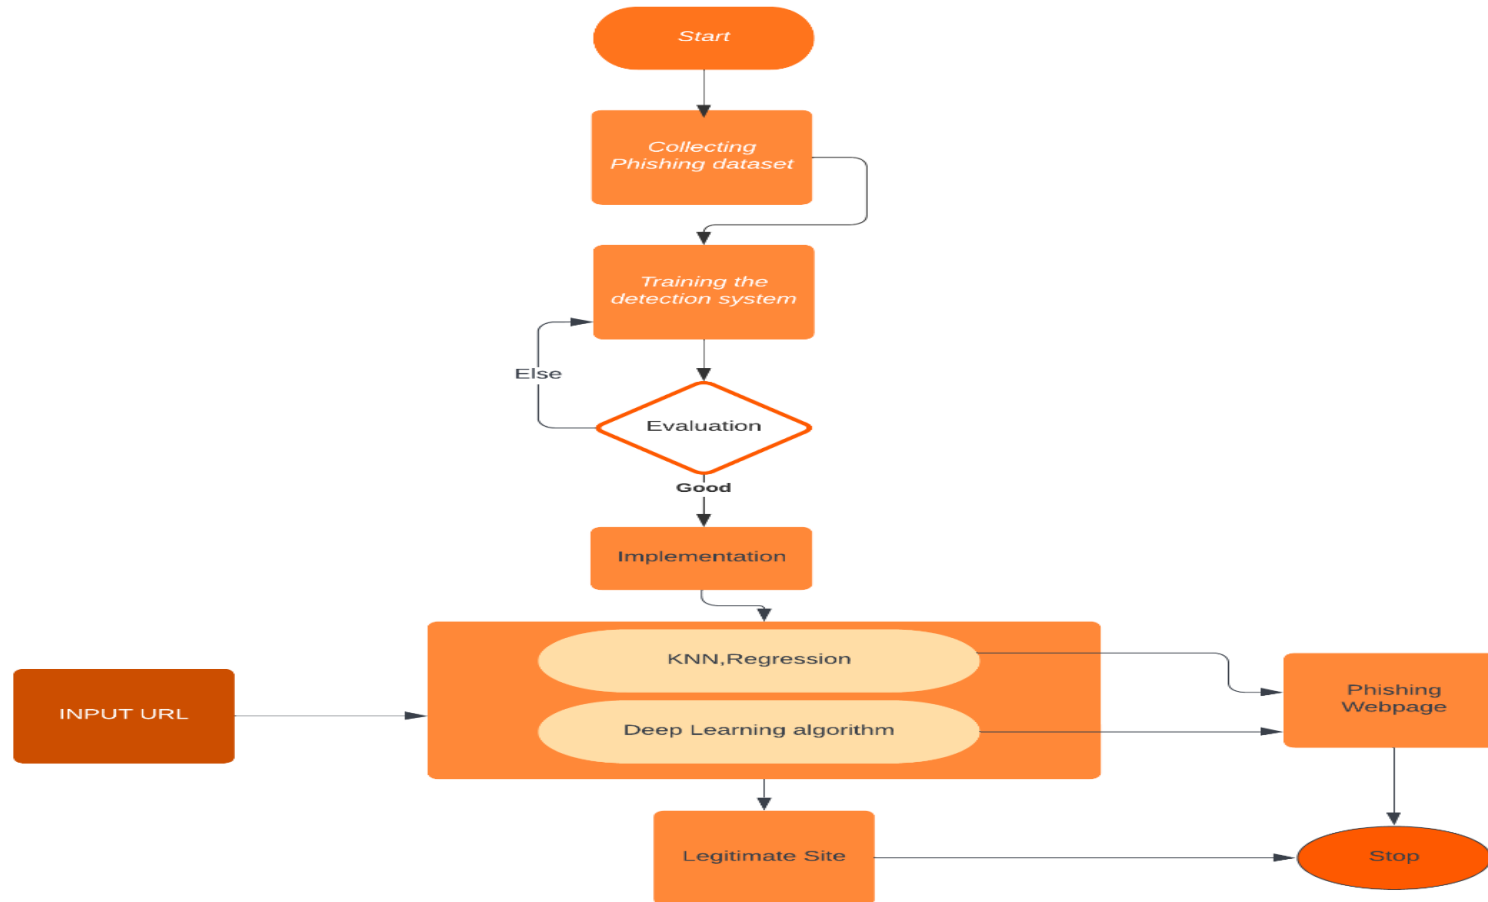 Start
Collecting
Phishing dataset
Training the
detection system
Else
Evaluation
Good
Implementation
KNN,Regression
INPUT URL
Deep Learning algorithm
Phishing
Webpage
Legitimate Site
Stop